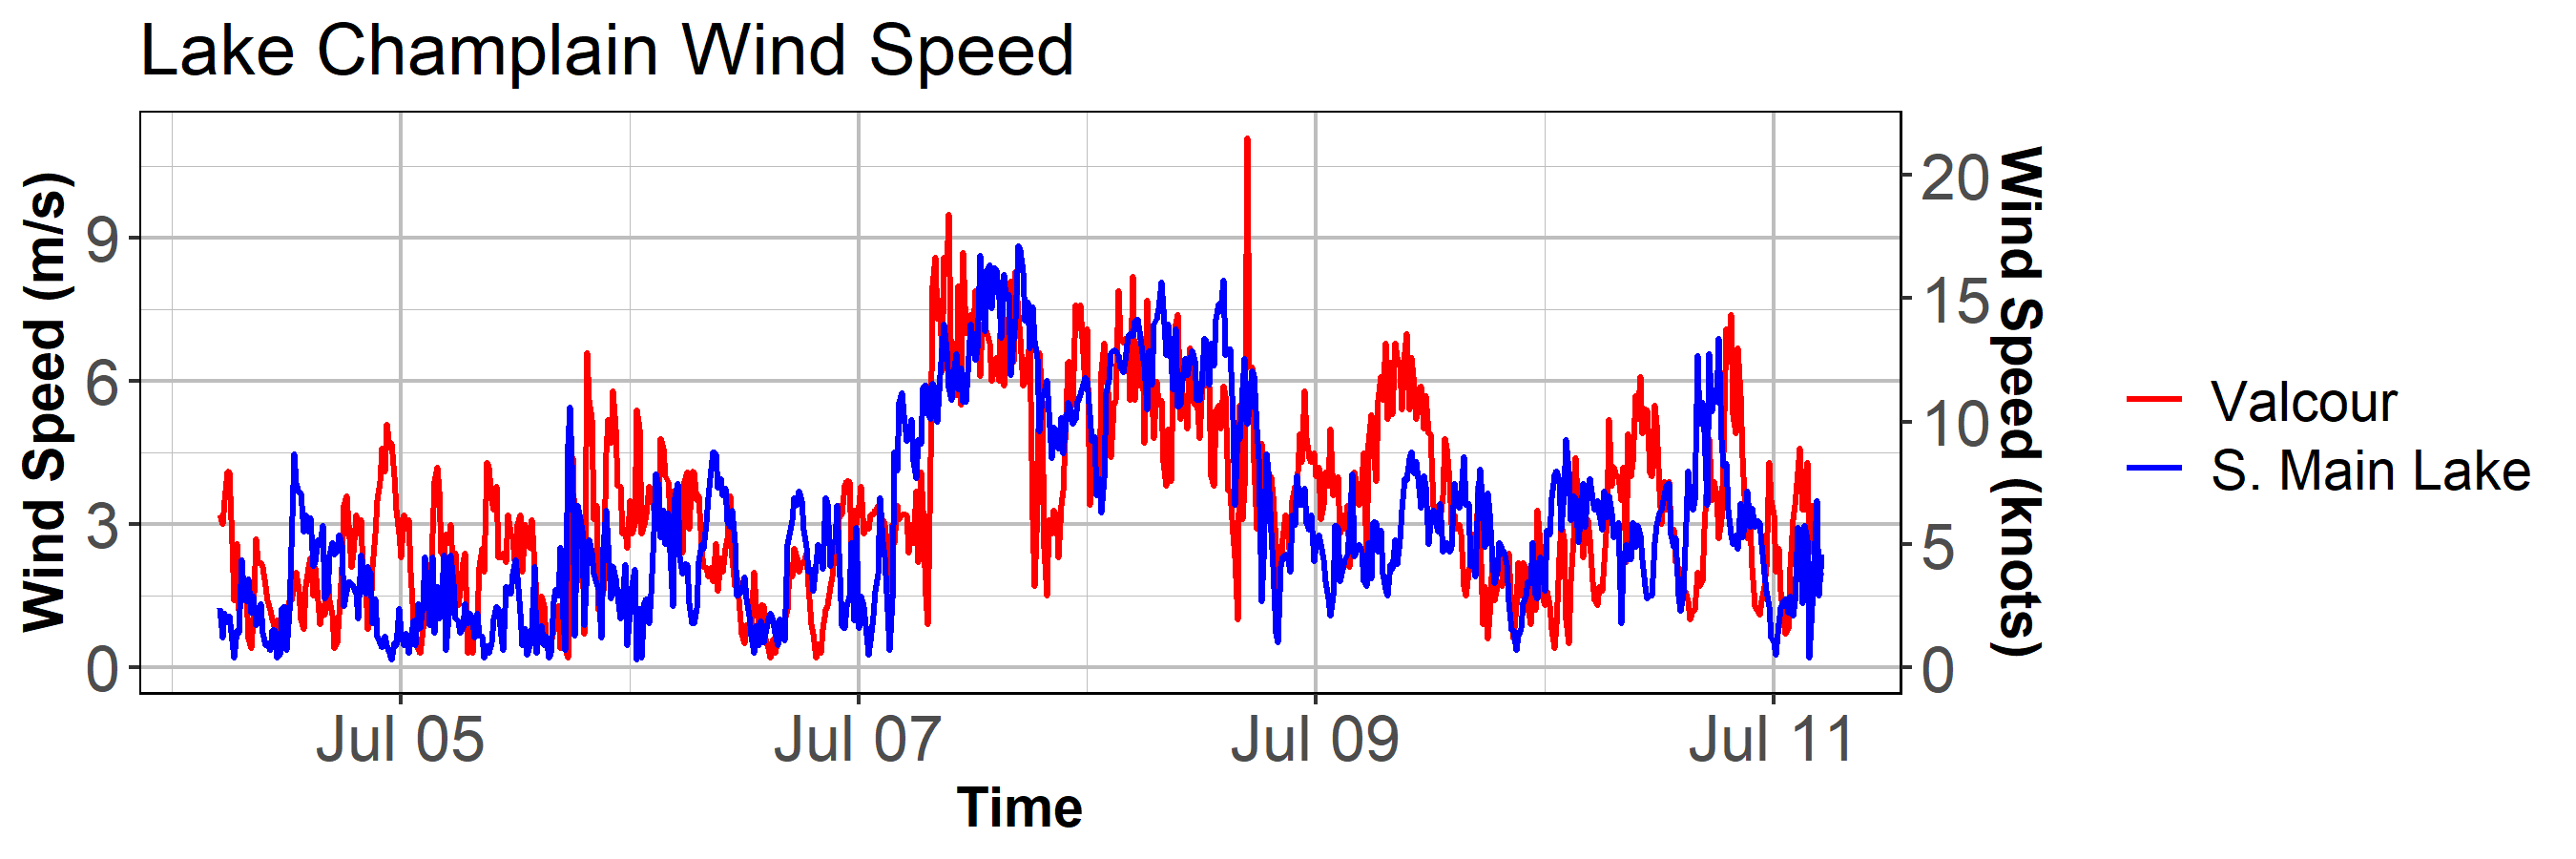 Lake Champlain Wind Speed
Wind Speed (m/s)
9
6
3
0
20
15
10
5
0
Wind Speed (knots)
Jul 05 Jul 07 Jul 09 Jul 11
Time
Valcour
S. Main Lake